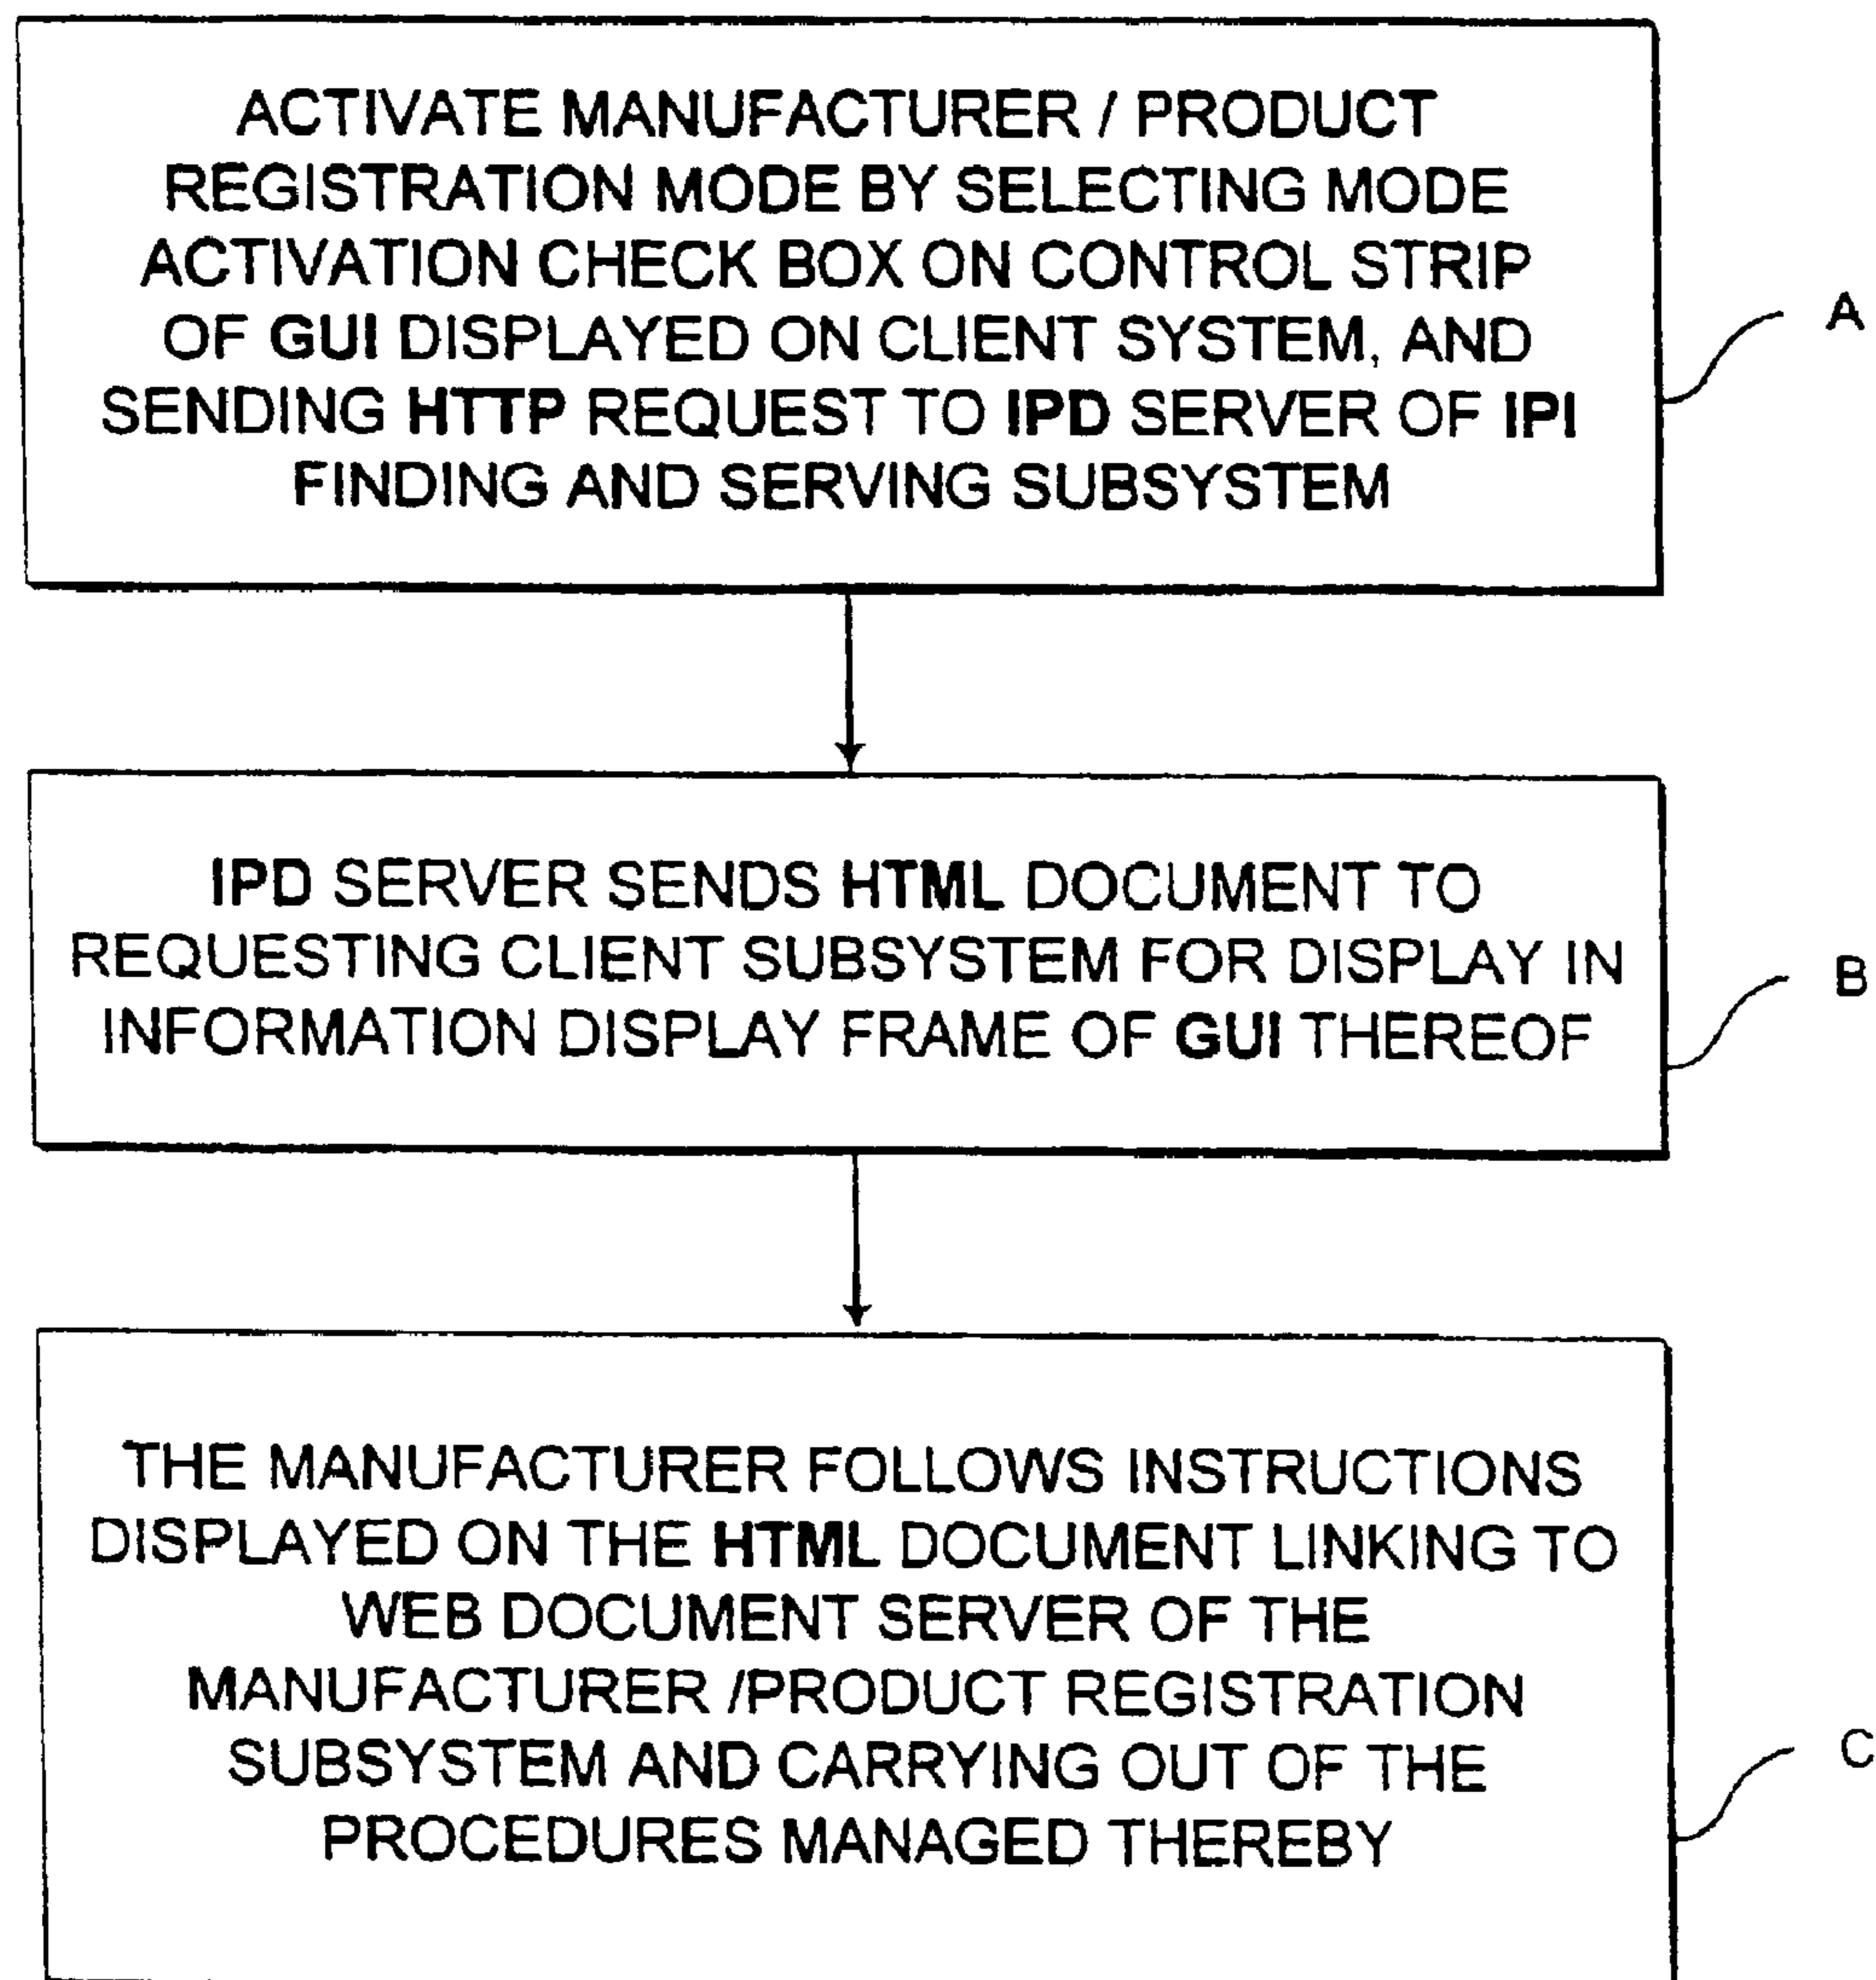 ACTIVATE MANUFACTURER / PRODUCT
REGISTRATION MODE BY SELECTING MODE
ACTIVATION CHECK BOX ON CONTROL STRIP
OF GUI DISPLAYED ON CLIENT SYSTEM, AND
SENDING HTTP REQUEST TO IPD SERVER OF IPI
FINDING AND SERVING SUBSYSTEM
A
IPD SERVER SENDS HTML DOCUMENT TO
REQUESTING CLIENT SUBSYSTEM FOR DISPLAY IN
INFORMATION DISPLAY FRAME OF GUI THEREOF
B
THE MANUFACTURER FOLLOWS INSTRUCTIONS
DISPLAYED ON THE HTML DOCUMENT LINKING TO
WEB DOCUMENT SERVER OF THE
MANUFACTURER /PRODUCT REGISTRATION
SUBSYSTEM AND CARRYING OUT OF THE
PROCEDURES MANAGED THEREBY
C